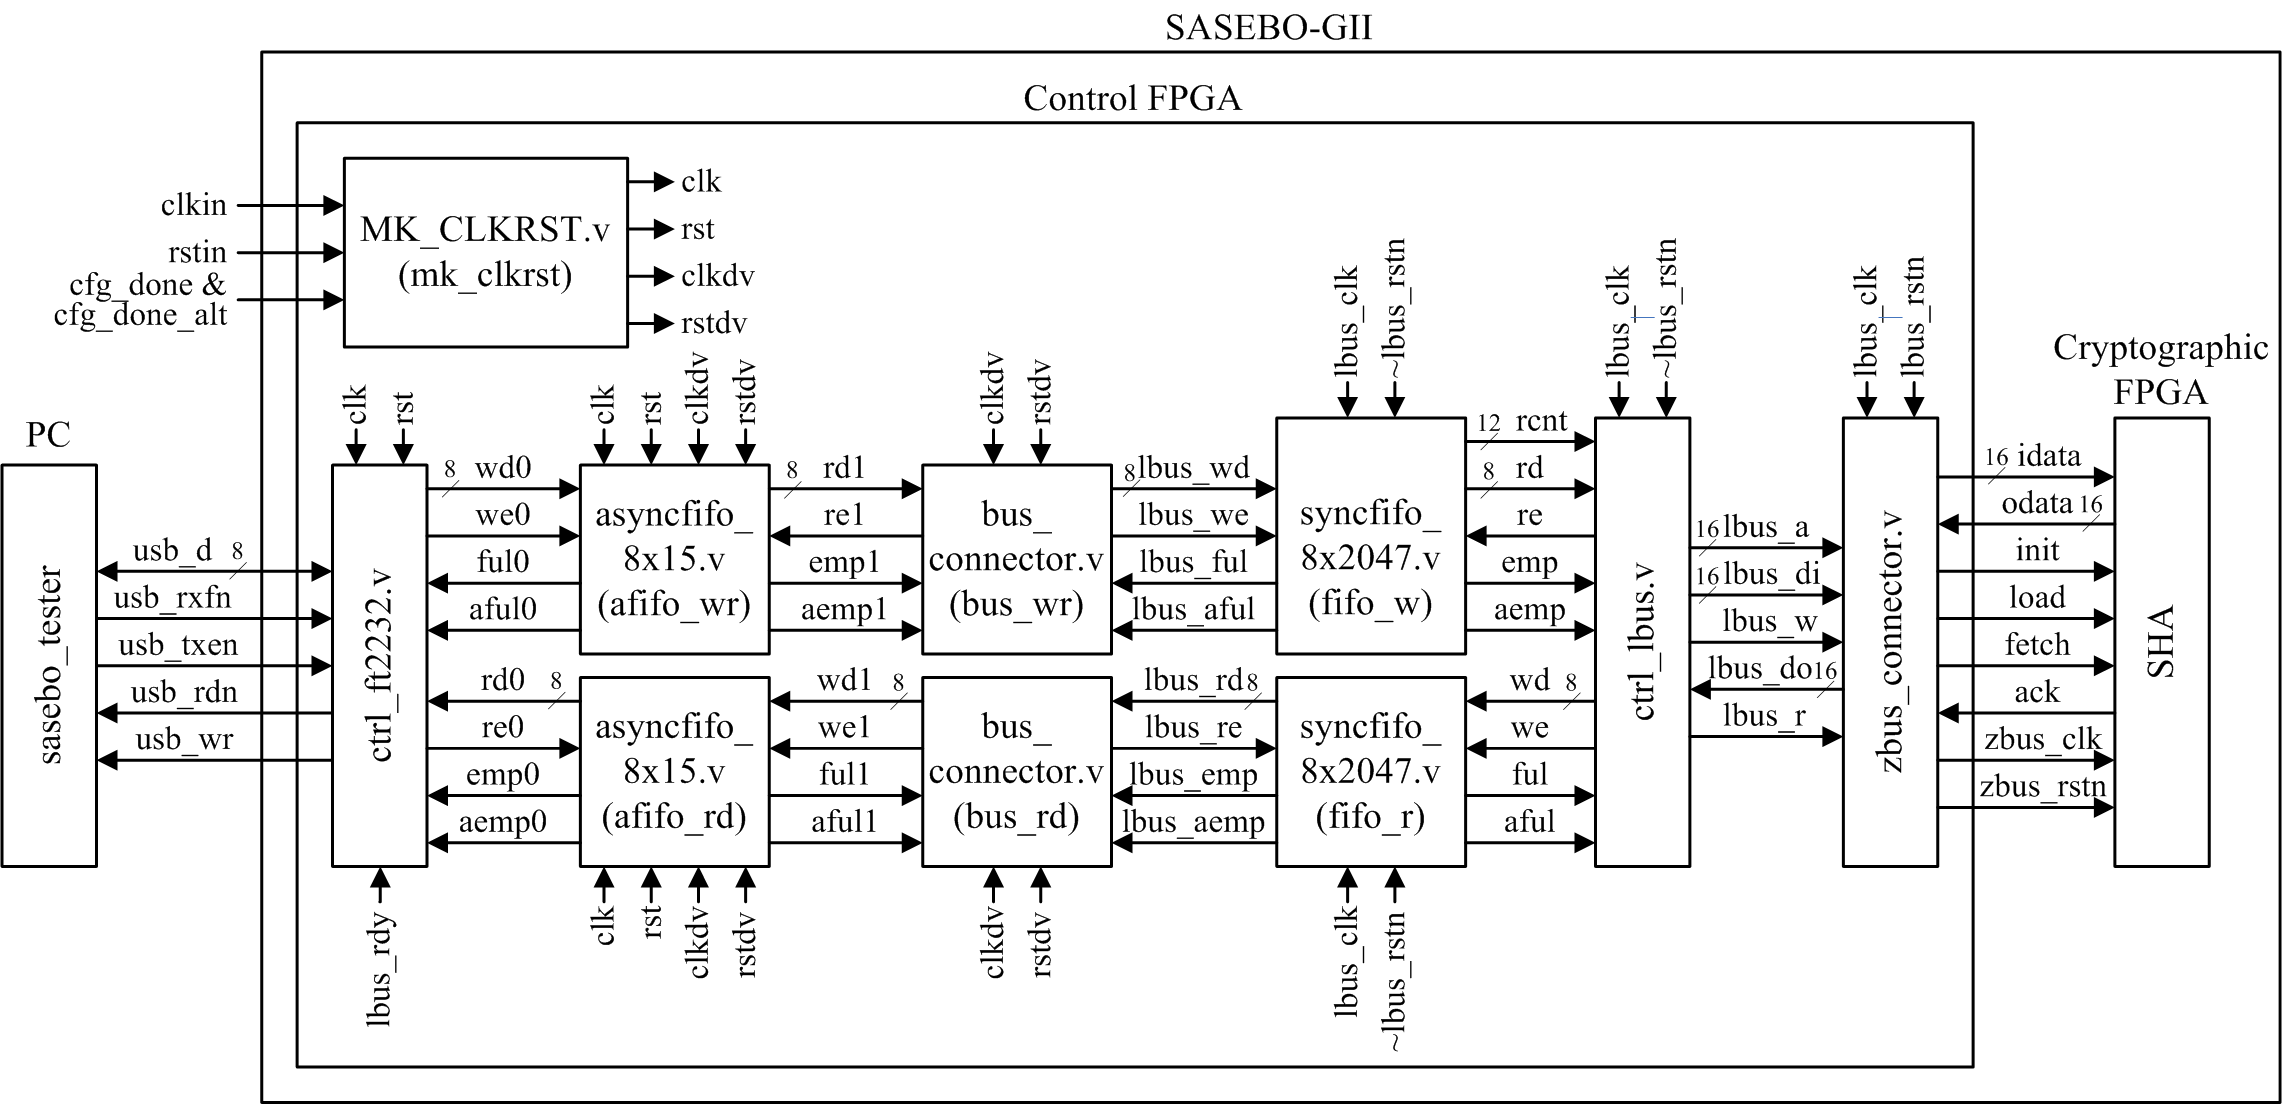 SASEBO-GII
Control FPGA
clkin
rstin
cfg_done &
cfg_done_alt
MK_CLKRST.v
(mk_clkrst)
clk
rst
clkdv
rstdv
PC
sasebo_tester
usb_d 8
usb_rxfn
usb_txen
usb_rdn
usb_wr
clk
rst
ctrl_ft2232.v
lbus_rdy
8 wd0
we0
ful0
aful0
rd0 8
re0
emp0
aemp0
clk
rst
clkdv
rstdv
asyncfifo_
8x15.v
(afifo_wr)
asyncfifo_
8x15.v
(afifo_rd)
clk
rst
clkdv
rstdv
8 rd1
re1
emp1
aemp1
wd1 8
we1
ful1
aful1
clkdv
rstdv
bus_
connector.v
(bus_wr)
bus_
connector.v
(bus_rd)
clkdv
rstdv
8 lbus_wd
lbus_we
lbus_ful
lbus_aful
lbus_rd 8
lbus_re
lbus_emp
lbus_aemp
lbus_clk
~lbus_rstn
syncfifo_
8x2047.v
(fifo_w)
syncfifo_
8x2047.v
(fifo_r)
lbus_clk
~lbus_rstn
12 rcnt
8 rd
re
emp
aemp
wd 8
we
ful
aful
lbus_clk
~lbus_rstn
ctrl_lbus.v
16 lbus_a
16 lbus_di
lbus_w
lbus_do 16
lbus_r
lbus_clk
lbus_rstn
zbus_connector.v
16 idata
odata 16
init
load
fetch
ack
zbus_clk
zbus_rstn
Cryptographic
FPGA
SHA